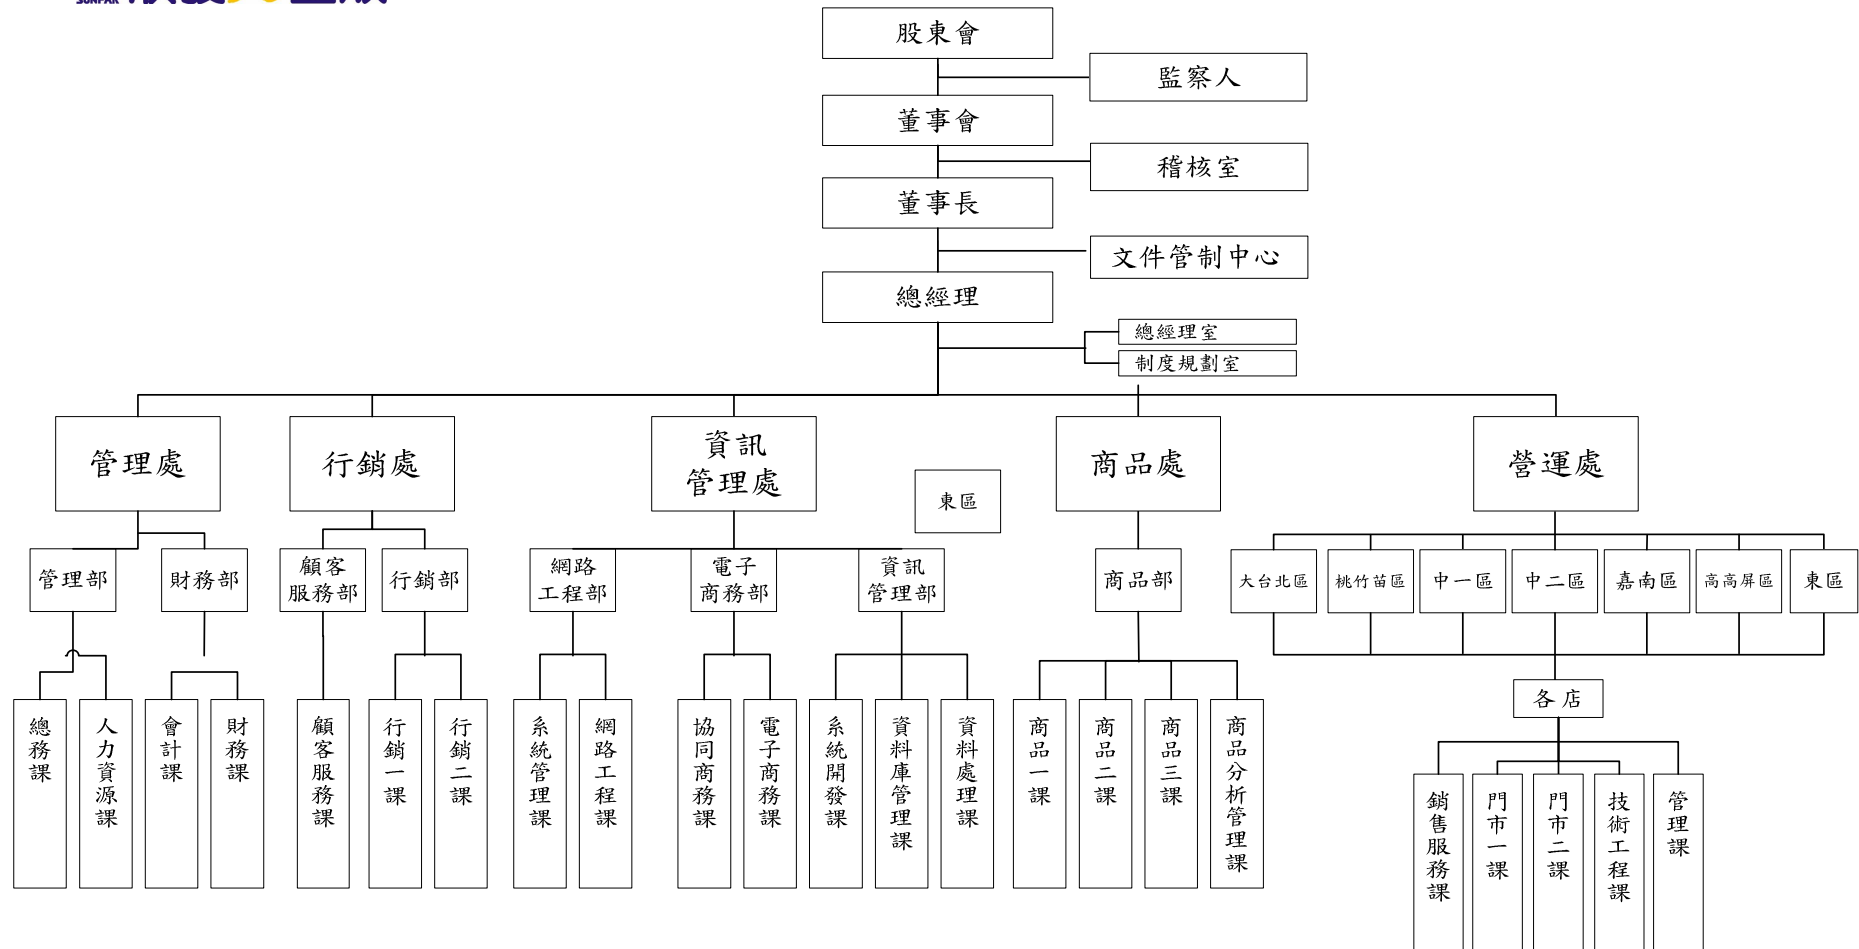 SUNFAR
股東會
監察人
董事會
稽核室
董事長
文件管制中心
總經理
總經理室
制度規劃室
管理處
行銷處
資訊
管理處
商品處
營運處
東區
管理部
財務部
顧客
服務部
行銷部
網路
工程部
電子
商務部
資訊
管理部
商品部
大台北區
桃竹苗區
中一區
中二區
嘉南區
高高屏區
東區
各店
總務課
人力資源課
會計課
財務課
顧客服務課
行銷一課
行銷二課
系統管理課
網路工程課
協同商務課
電子商務課
系統開發課
資料庫管理課
資料處理課
商品一課
商品二課
商品三課
商品分析管理課
銷售服務課
門市一課
門市二課
技術工程課
管理課